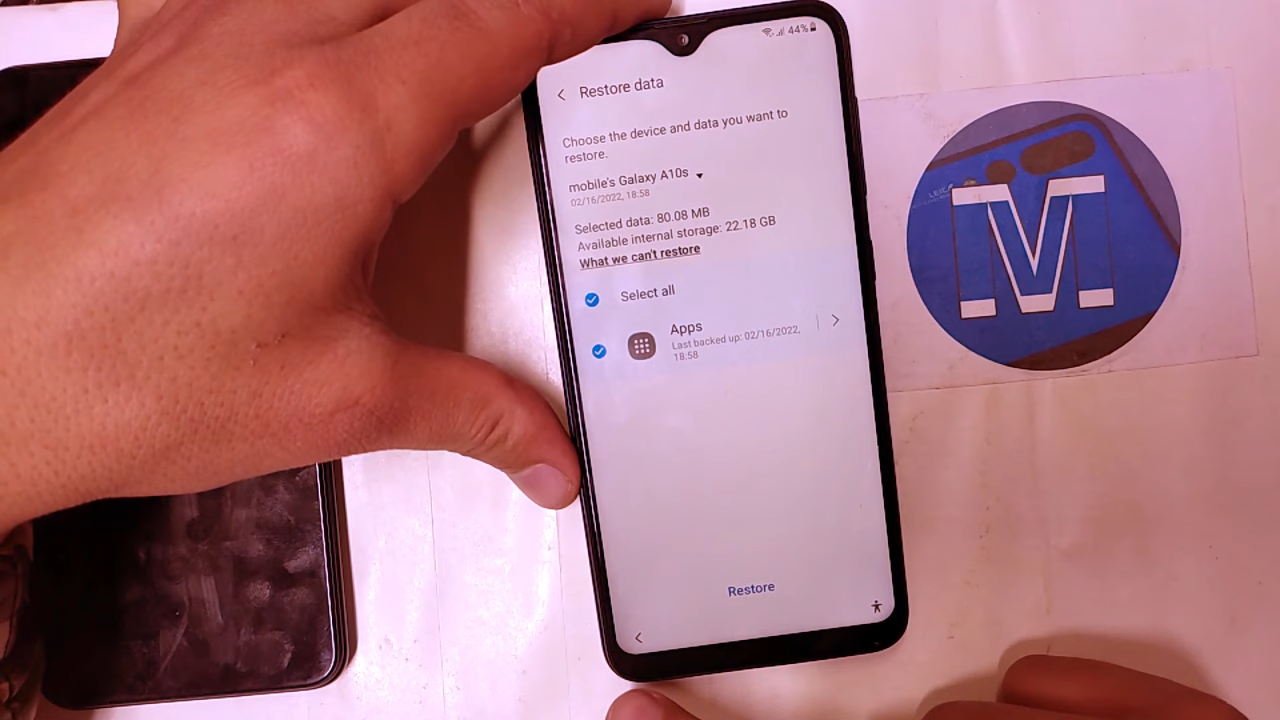 44%
Restore data
Choose the device and data you want to
restore.
mobile's Galaxy A10s
02/16/2022, 18:58
Selected data: 80.08 MB
Available internal storage: 22.18 GB
What we can't restore
Select all
Apps
Last backed up: 02/16/2022,
18:58
Restore
LEICA
M